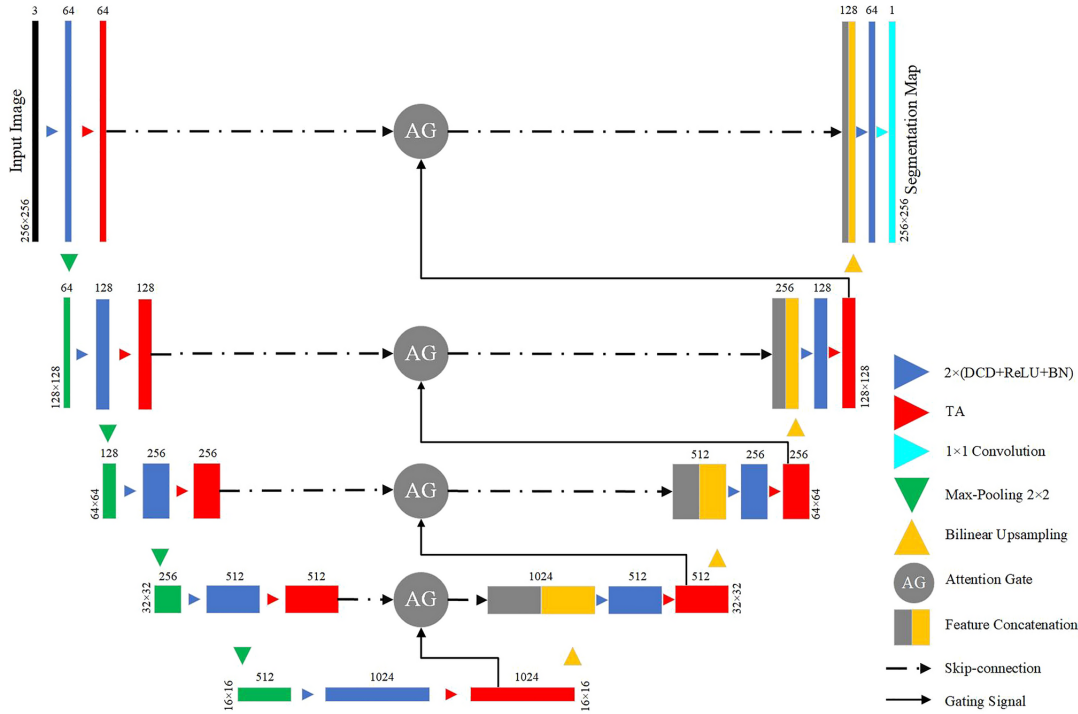 3 64 64 128 64 1
Input Image
256×256
AG
Segmentation Map
256×256
64 128 128 256 128
128×128
AG
128×128
128 256 256 512 256 256
64×64
AG
64×64
256 512 512 1024 512 512
32×32
AG
32×32
512 1024 1024
16×16
16×16
2×(DCD+ReLU+BN)
TA
1×1 Convolution
Max-Pooling 2×2
Bilinear Upsampling
AG Attention Gate
Feature Concatenation
Skip-connection
Gating Signal